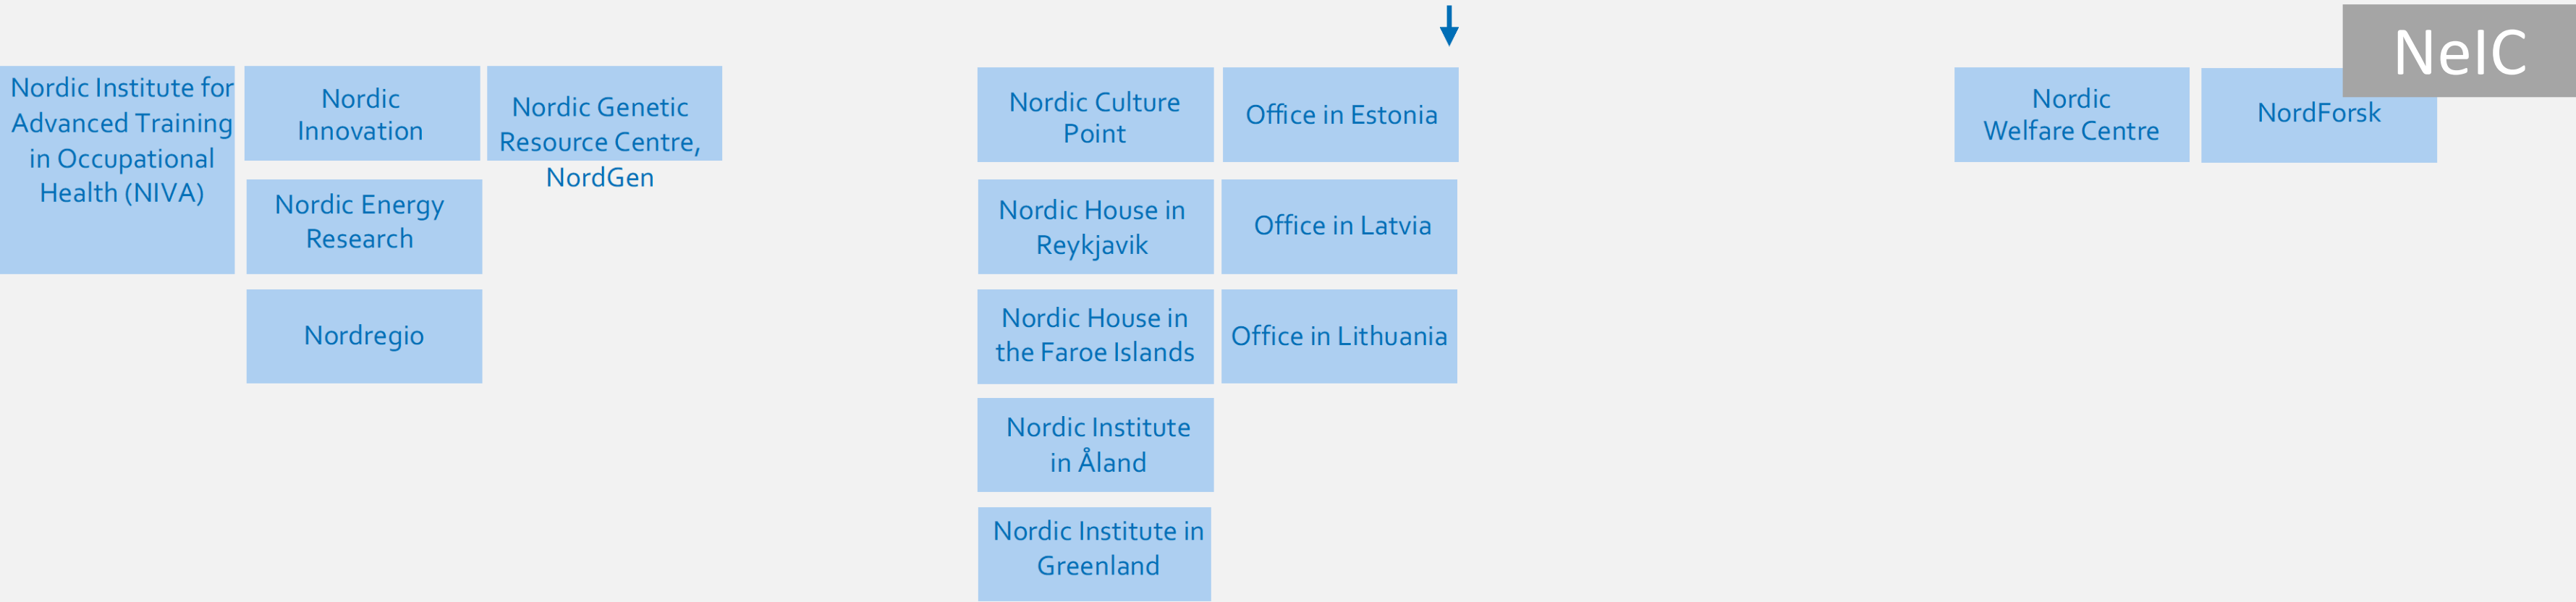 NeIC
Nordic Institute for
Advanced Training
in Occupational
Health (NIVA)
Nordic
Innovation
Nordic Energy
Research
Nordregio
Nordic Genetic
Resource Centre,
NordGen
Nordic Culture
Point
Nordic House in
Reykjavik
Nordic House in
the Faroe Islands
Nordic Institute
in Åland
Nordic Institute in
Greenland
Office in Estonia
Office in Latvia
Office in Lithuania
Nordic
Welfare Centre
NordForsk